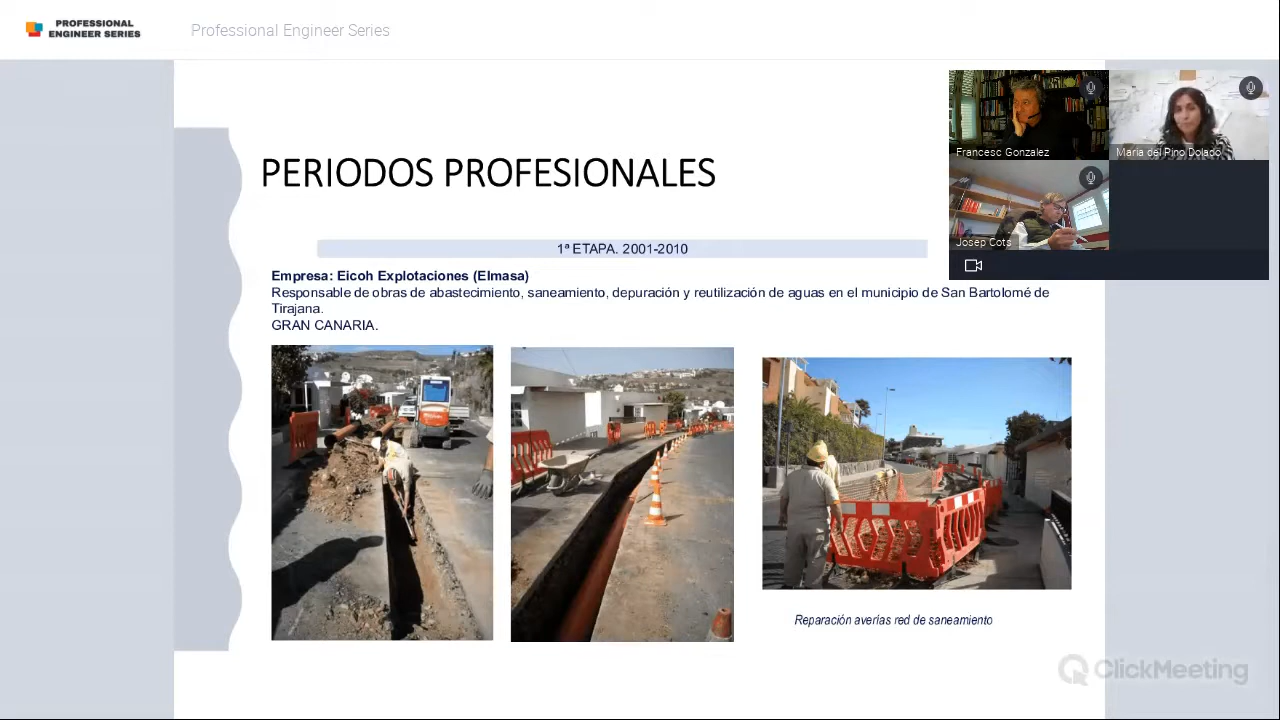 PROFESSIONAL
ENGINEER SERIES
Professional Engineer Series
Francesc Gonzalez
María del Pino Dolado
Josep Cots
PERIODOS PROFESIONALES
1ª ETAPA. 2001-2010
Empresa: Eicoh Explotaciones (Elmasa)
Responsable de obras de abastecimiento, saneamiento, depuración y reutilización de aguas en el municipio de San Bartolomé de
Tirajana.
GRAN CANARIA.
Reparación averías red de saneamiento
ClickMeeting